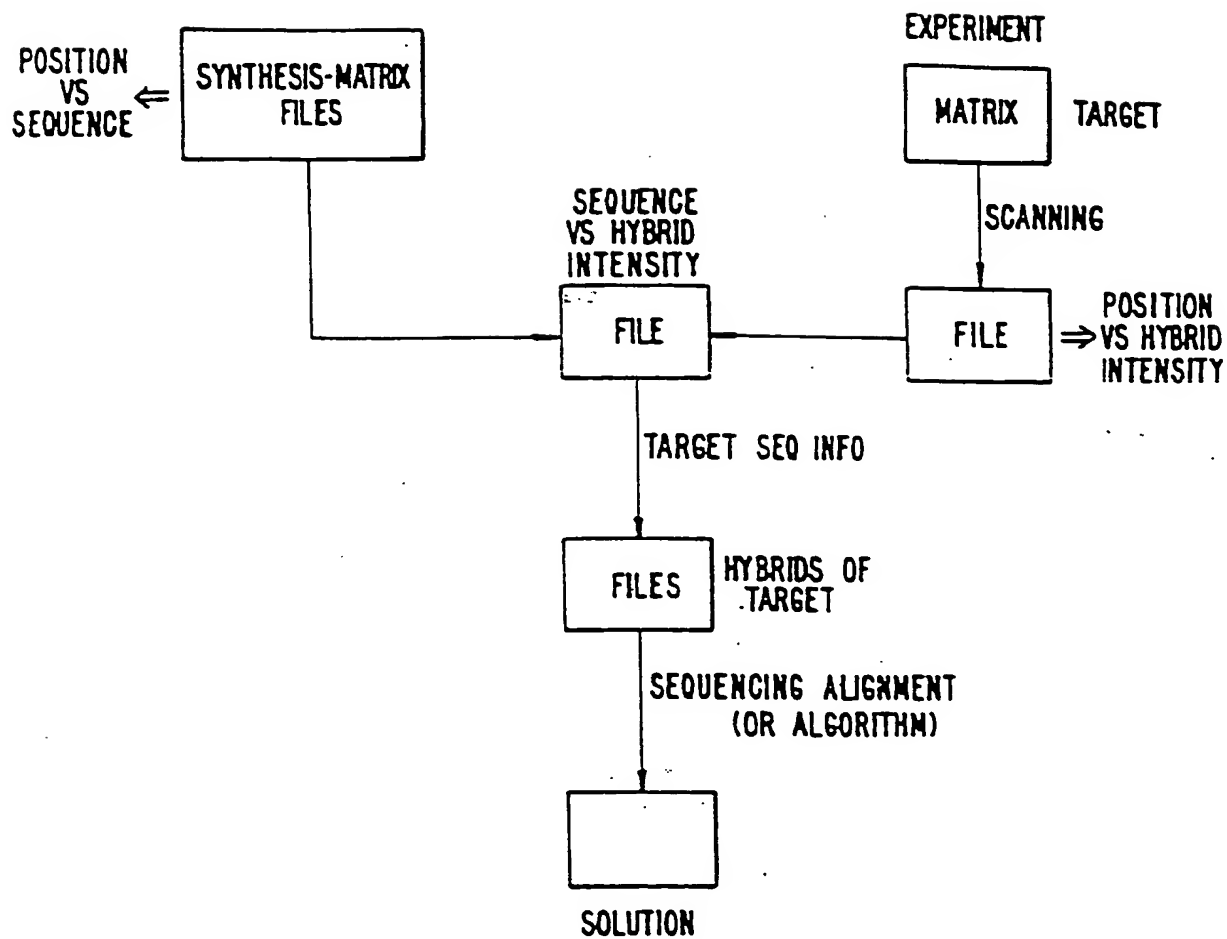 EXPERIMENT
POSITION
VS
SEQUENCE
SYNTHESIS-MATRIX
FILES
MATRIX
TARGET
SCANNING
SEQUENCE
VS HYBRID
INTENSITY
FILE
FILE
POSITION
VS HYBRID
INTENSITY
TARGET SEQ INFO
FILES
HYBRIDS OF
TARGET
SEQUENCING ALIGNMENT
(OR ALGORITHM)
SOLUTION